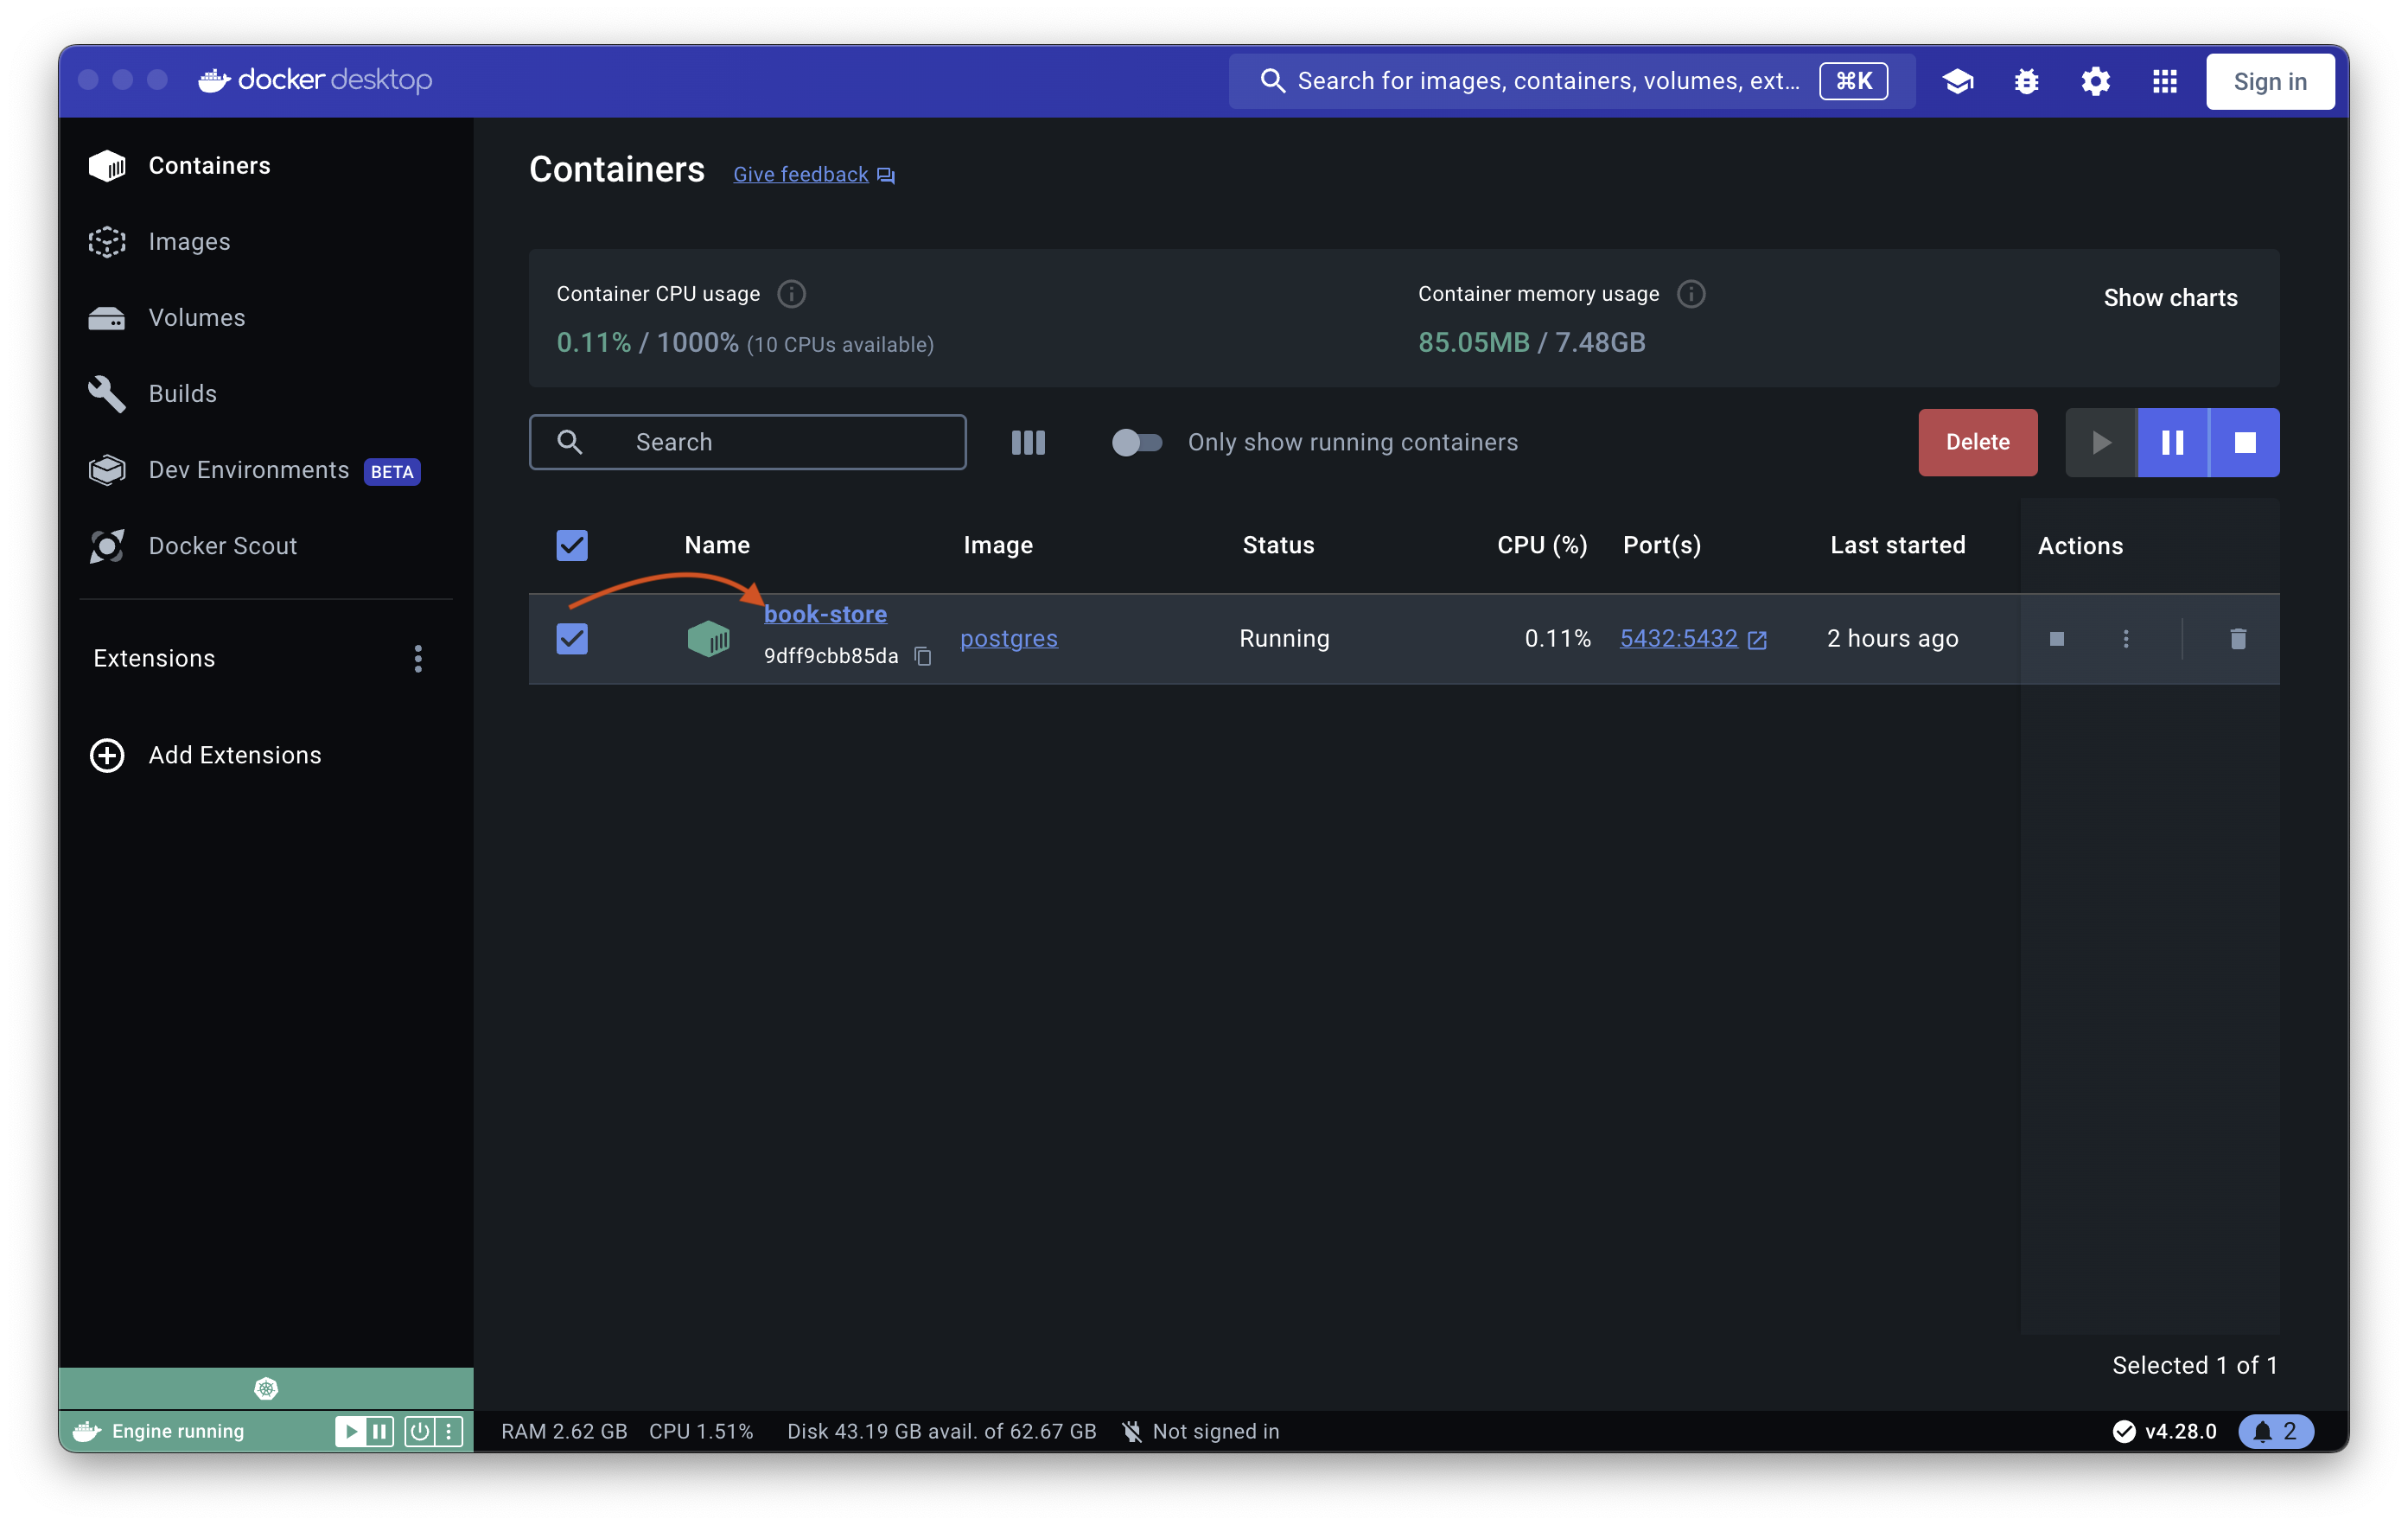 docker desktop
Search for images, containers, volumes, ext...
⌘K
Sign in
Containers
Images
Volumes
Builds
Dev Environments BETA
Docker Scout
Extensions
Add Extensions
Containers
Give feedback
Container CPU usage
0.11% / 1000% (10 CPUs available)
Container memory usage
85.05MB / 7.48GB
Show charts
Search
Only show running containers
Delete
Name Image Status CPU (%) Port(s) Last started Actions
book-store
9dff9cbb85da
postgres
Running
0.11%
5432:5432
2 hours ago
Selected 1 of 1
Engine running
RAM 2.62 GB CPU 1.51% Disk 43.19 GB avail. of 62.67 GB Not signed in
v4.28.0
2